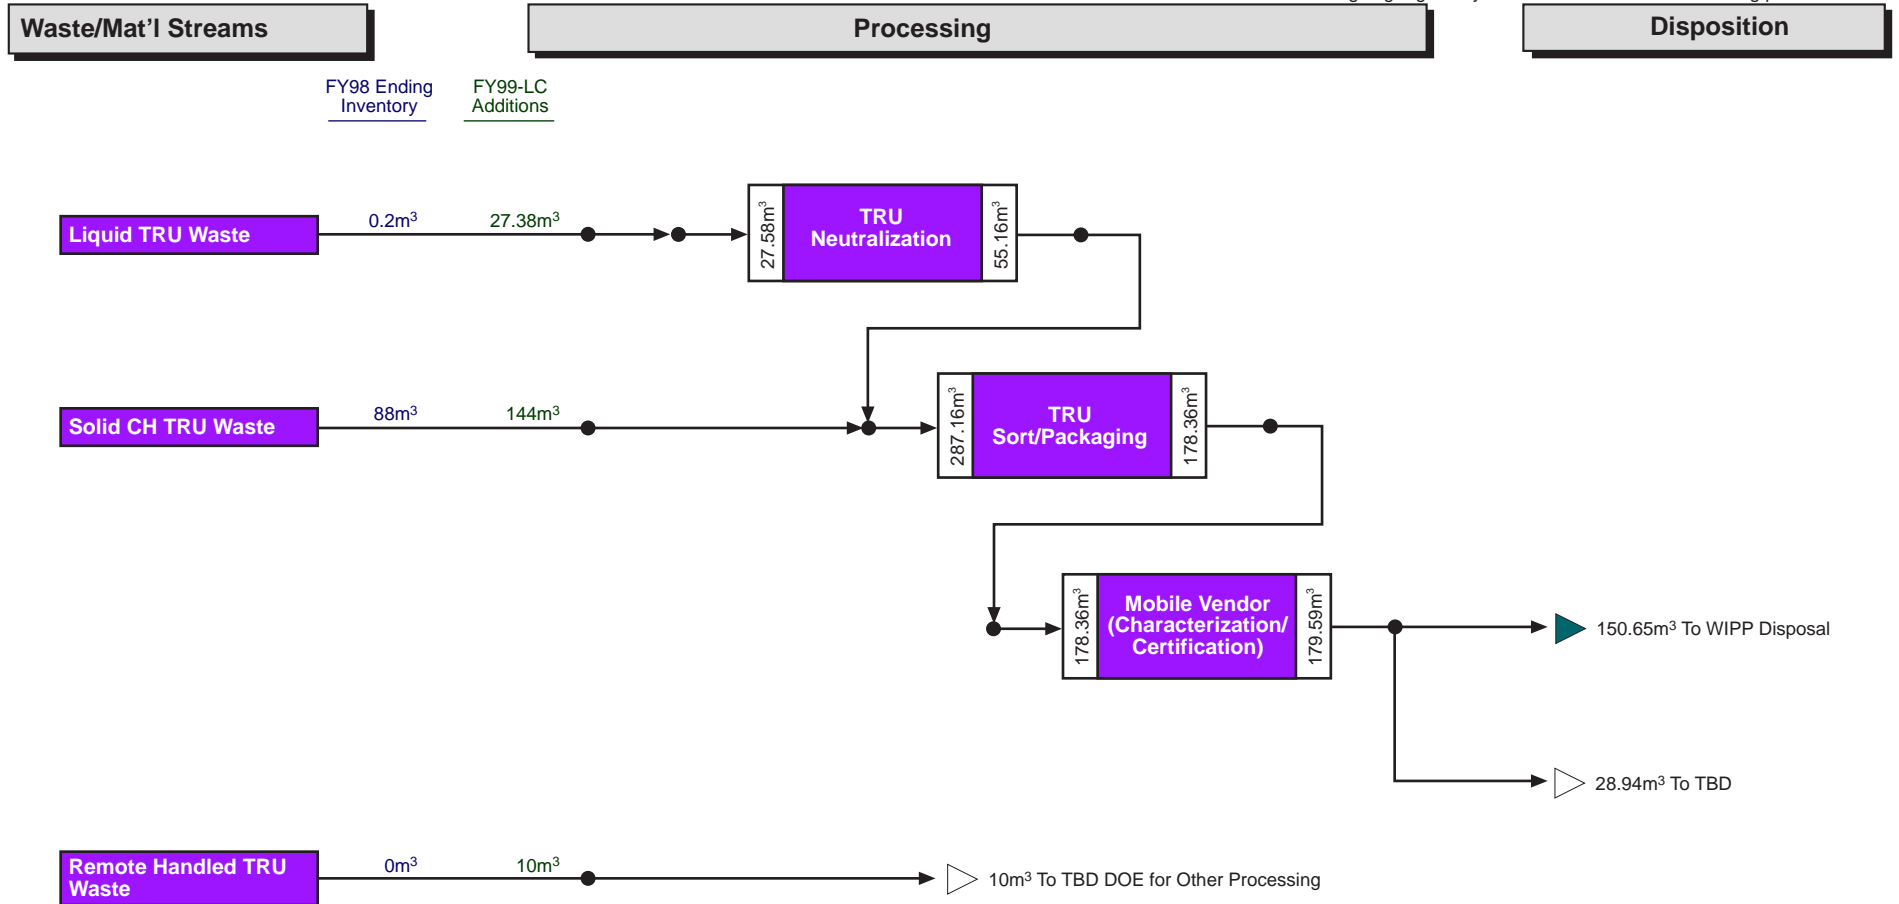 Waste/Mat'l Streams
Processing
Disposition
FY98 Ending
Inventory
FY99-LC
Additions
Liquid TRU Waste
0.2m³
27.38m³
27.58m³
TRU
Neutralization
55.16m³
Solid CH TRU Waste
88m³
144m³
287.16m³
TRU
Sort/Packaging
178.36m³
178.36m³
Mobile Vendor
(Characterization/
Certification)
179.59m³
150.65m³ To WIPP Disposal
28.94m³ To TBD
Remote Handled TRU
Waste
0m³
10m³
10m³ To TBD DOE for Other Processing